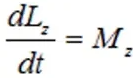 dL_z/dt = M_z